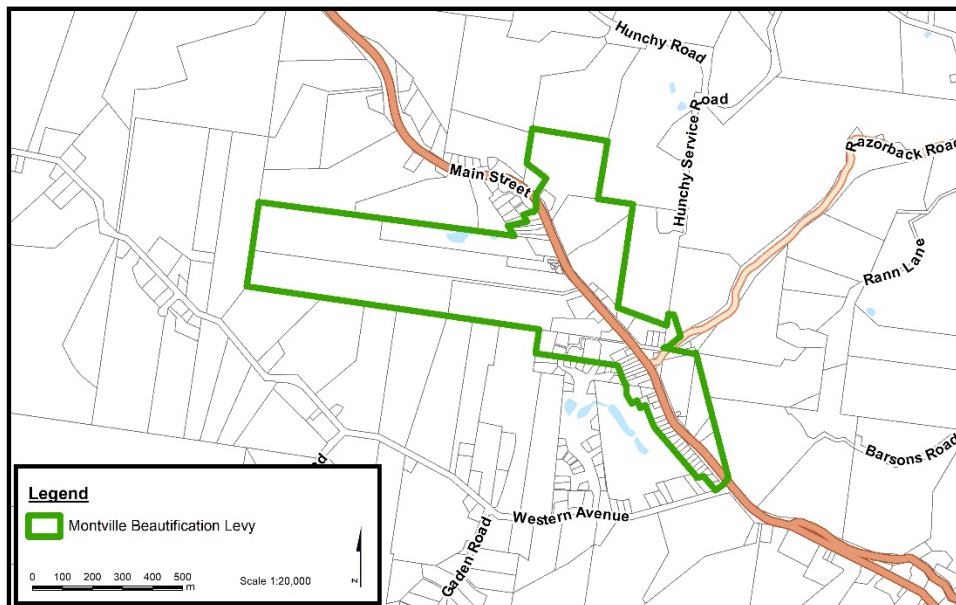 Hunchy Road
Hunchy Service Road
Razorback Road
Main Street
Rann Lane
Barsons Road
Western Avenue
Gaden Road
Legend
Montville Beautification Levy
0 100 200 300 400 500
m
Scale 1:20,000
N